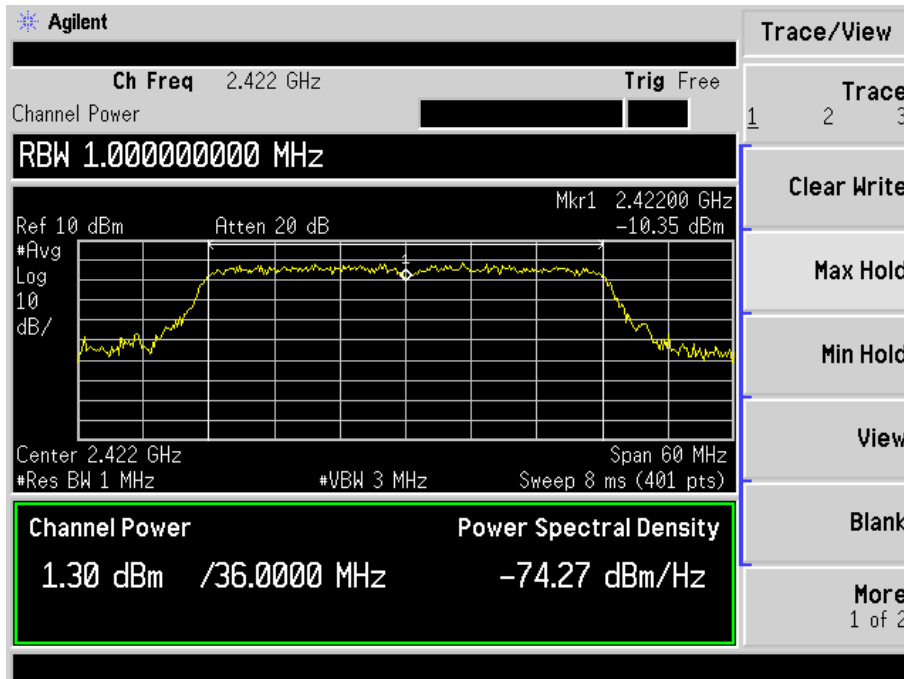 Agilent
Ch Freq 2.422 GHz Trig Free
Channel Power
RBW 1.000000000 MHz
Mkr1 2.42200 GHz
Ref 10 dBm Atten 20 dB -10.35 dBm
#Avg
Log
10
dB/
1
Center 2.422 GHz Span 60 MHz
#Res BW 1 MHz #VBW 3 MHz Sweep 8 ms (401 pts)
Channel Power Power Spectral Density
1.30 dBm /36.0000 MHz -74.27 dBm/Hz
Trace/View
Trace
1 2 3
Clear Write
Max Hold
Min Hold
View
Blank
More
1 of 2